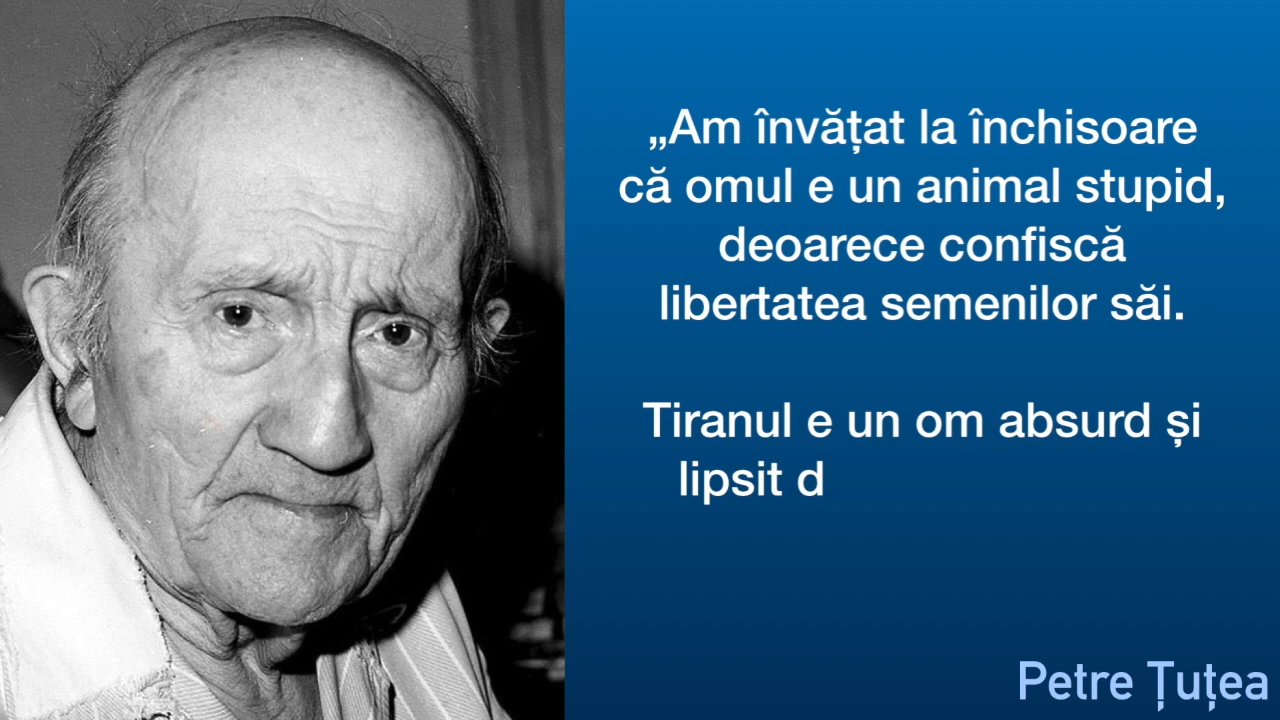 „Am învățat la închisoare
că omul e un animal stupid,
deoarece confiscă
libertatea semenilor săi.
Tiranul e un om absurd și
lipsit d
Petre Țuțea